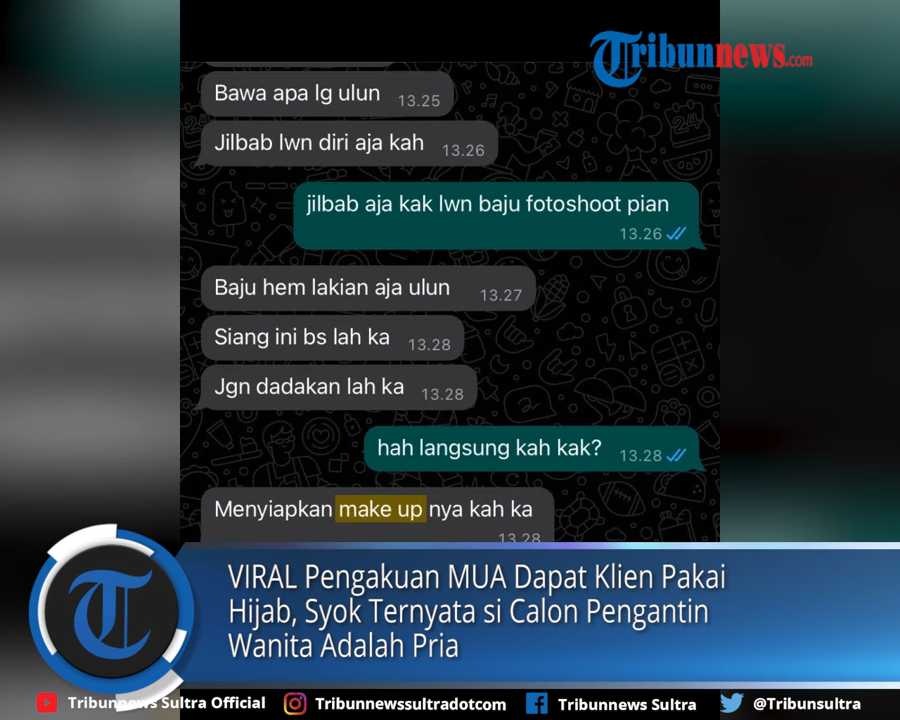 Tribunnews.com
Bawa apa lg ulun 13.25
Jilbab lwn diri aja kah 13.26
jilbab aja kak lwn baju fotoshoot pian
13.26
Baju hem lakian aja ulun 13.27
Siang ini bs lah ka 13.28
Jgn dadakan lah ka 13.28
hah langsung kah kak? 13.28
Menyiapkan make up nya kah ka
13.28
VIRAL Pengakuan MUA Dapat Klien Pakai
Hijab, Syok Ternyata si Calon Pengantin
Wanita Adalah Pria
Tribunnews Sultra Official Tribunnewssultradotcom Tribunnews Sultra @Tribunsultra